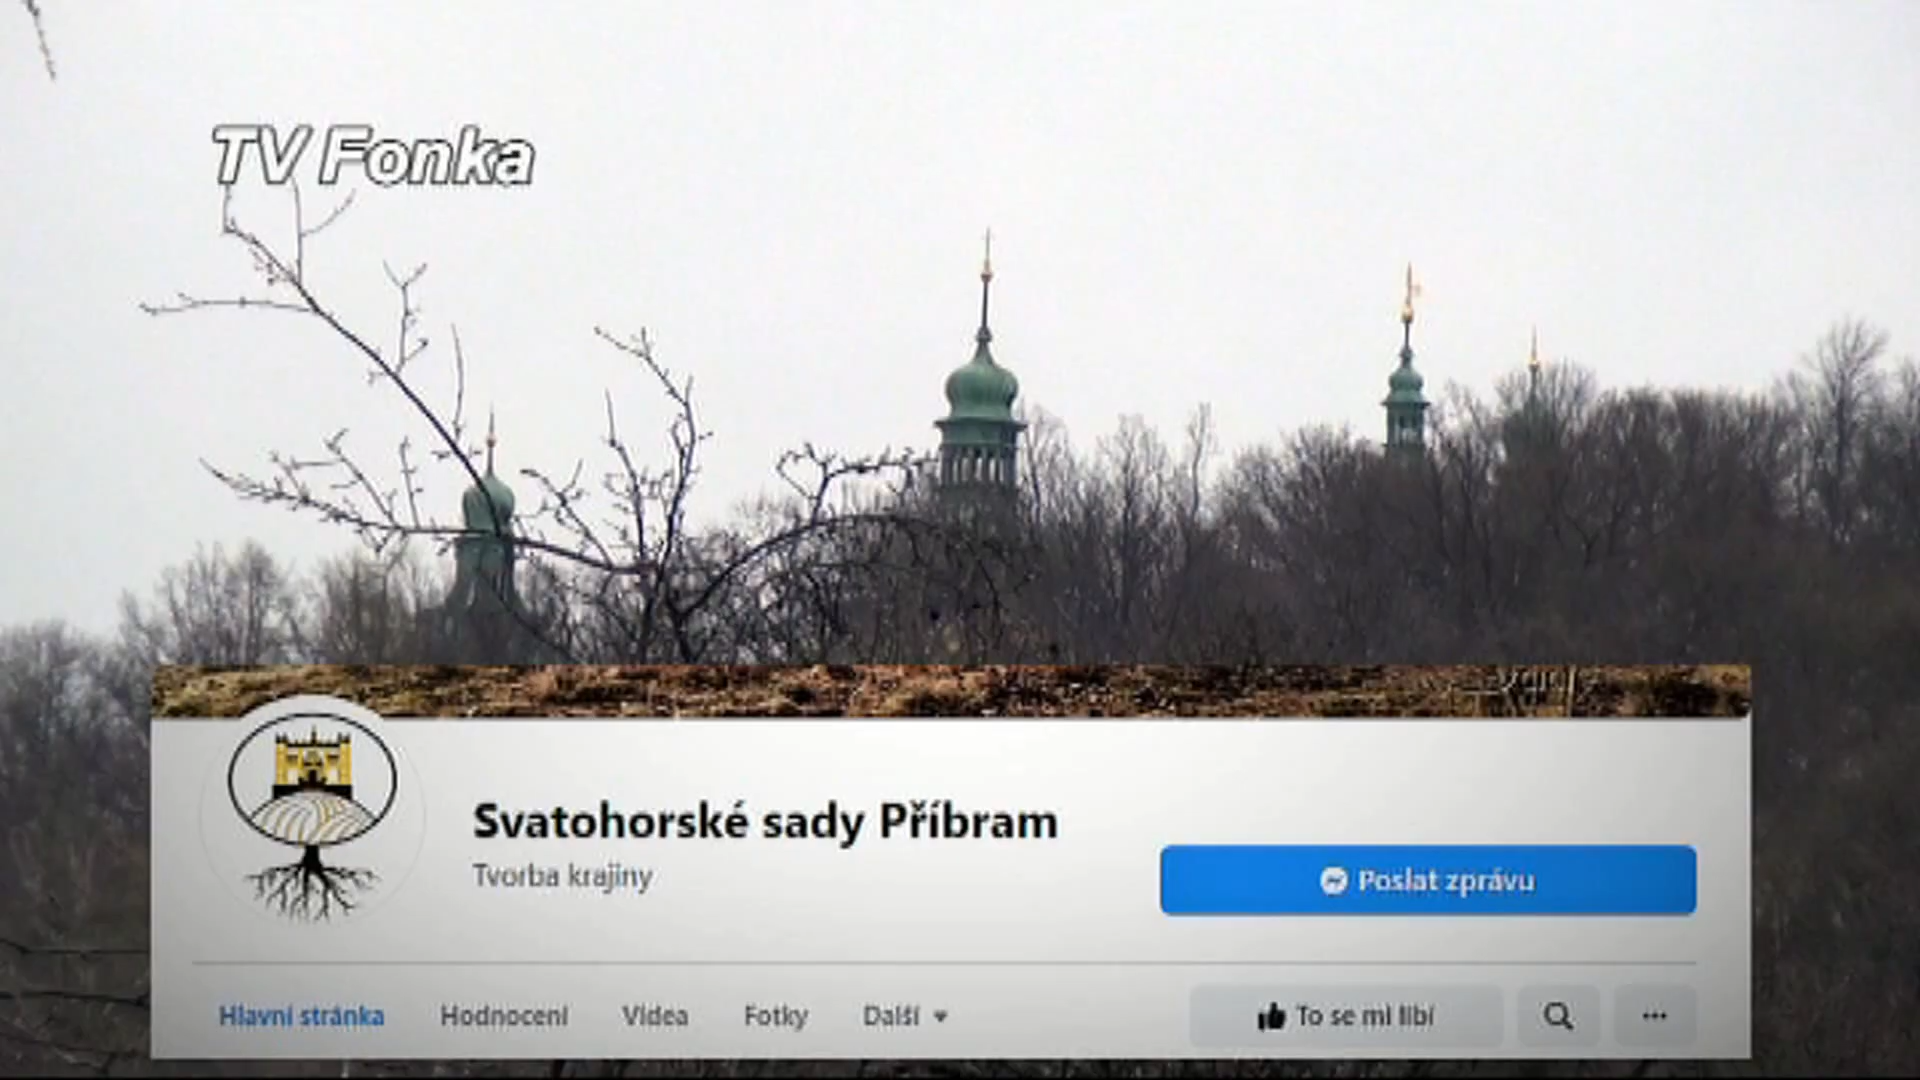 TV Fonka
Svatohorské sady Příbram
Tvorba krajiny
Poslat zprávu
Hlavní stránka
Hodnocení
Videa
Fotky
Další
To se mi líbí